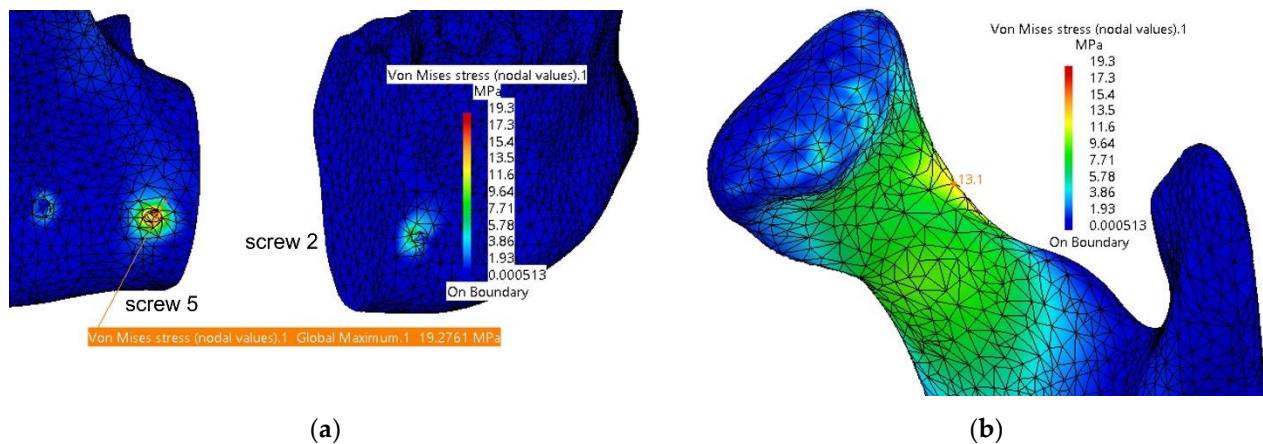 Von Mises stress (nodal values).1
MPa
19.3
17.3
15.4
13.5
11.6
9.64
7.71
5.78
3.86
1.93
0.000513
On Boundary
screw 2
screw 5
Von Mises stress (nodal values).1 Global Maximum.1 19.2761 MPa
(a)
Von Mises stress (nodal values).1
MPa
19.3
17.3
15.4
13.5
11.6
9.64
7.71
5.78
3.86
1.93
0.000513
On Boundary
13.1
(b)